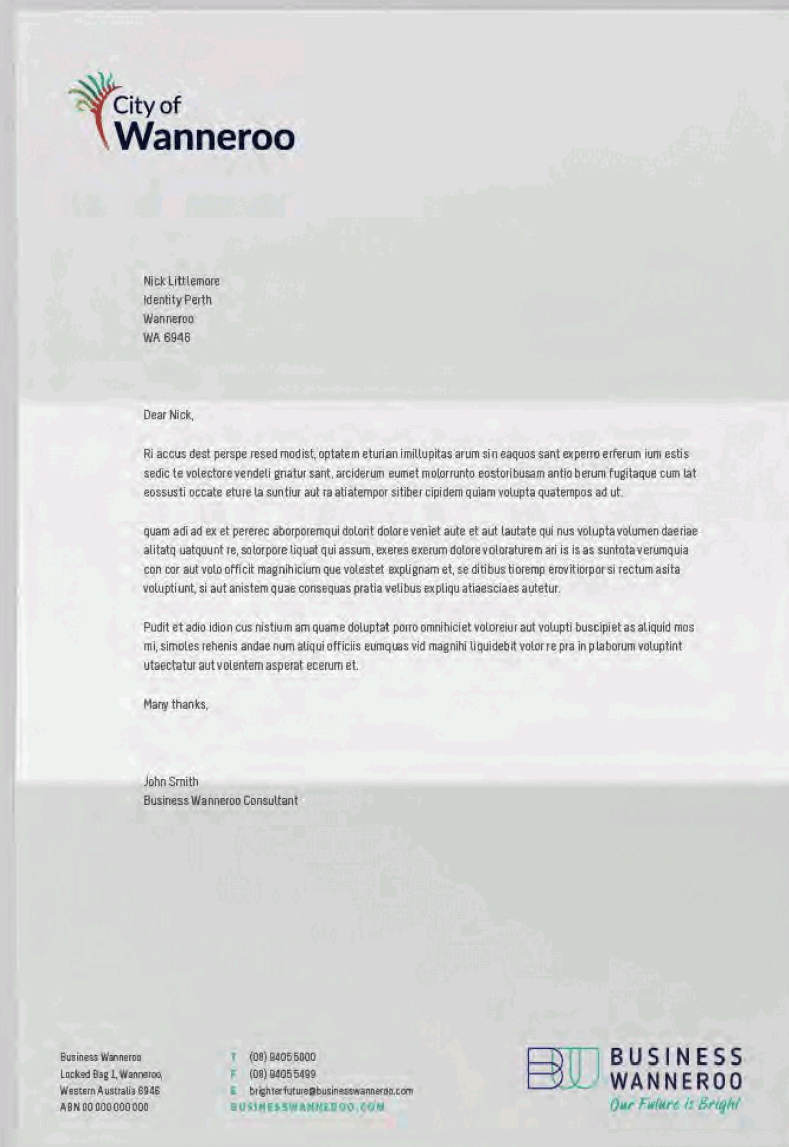 City of
Wanneroo
Nick Littlemore
Identity Perth
Wanneroo
WA 6946
Dear Nick,
Ri accus dest perspe resed modist, optatem eturian imillupitas arum sin eaquos sant experro erferum ium estis
sedic te volectore vendeli gnatur sant, arciderum eumet molorrunto eostoribusam antio berum fugitaque cum lat
eossusti occate eture la suntiur aut ra aliatempor sitiber cipidem quiam volupta quatempos ad ut.
quam adi ad ex et pererec aborporemqui dolorit dolore veniet aute et aut lautate qui nus volupta volumen daeriae
alitatq uatquunt re, solorpore liquat qui assum, exeres exerum dolore voloraturem ari is is as suntota verumquia
con cor aut volo officit magnihicium que volestet explignam et, se ditibus tioremp erovitiorpor si rectum asita
voluptiunt, si aut anistem quae consequas pratia velibus expliqu atiaesciaes autetur.
Pudit et adio idion cus nistium am quame doluptat porro omnihiciet voloreiur aut volupti buscipiet as aliquid mos
mi, simoles rehenis andae num aliqui officiis eumquas vid magnihi liquidebit volor re pra in plaborum voluptint
utaectatur aut volentem asperat ecerum et.
Many thanks,
John Smith
Business Wanneroo Consultant
Business Wanneroo
Locked Bag 1, Wanneroo,
Western Australia 6946
ABN 00 000 000 000
T (08) 9405 5000
F (08) 9405 5499
E brighterfuture@businesswanneroo.com
BUSINESSWANNEROO.COM
BUSINESS
WANNEROO
Our Future is Bright